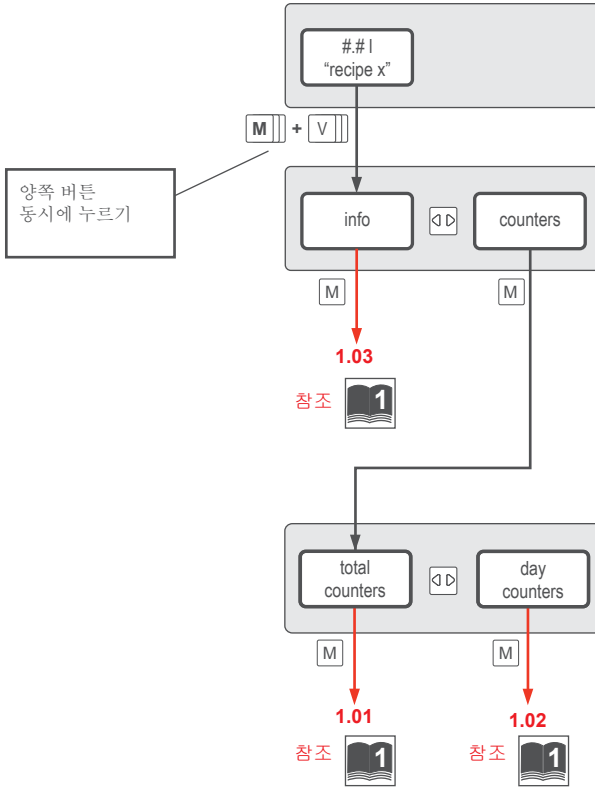 #.# l
“recipe x”
M + V
양쪽 버튼
동시에 누르기
info
counters
M
M
1.03
참조 1
total
counters
day
counters
M
M
1.01
1.02
참조 1
참조 1